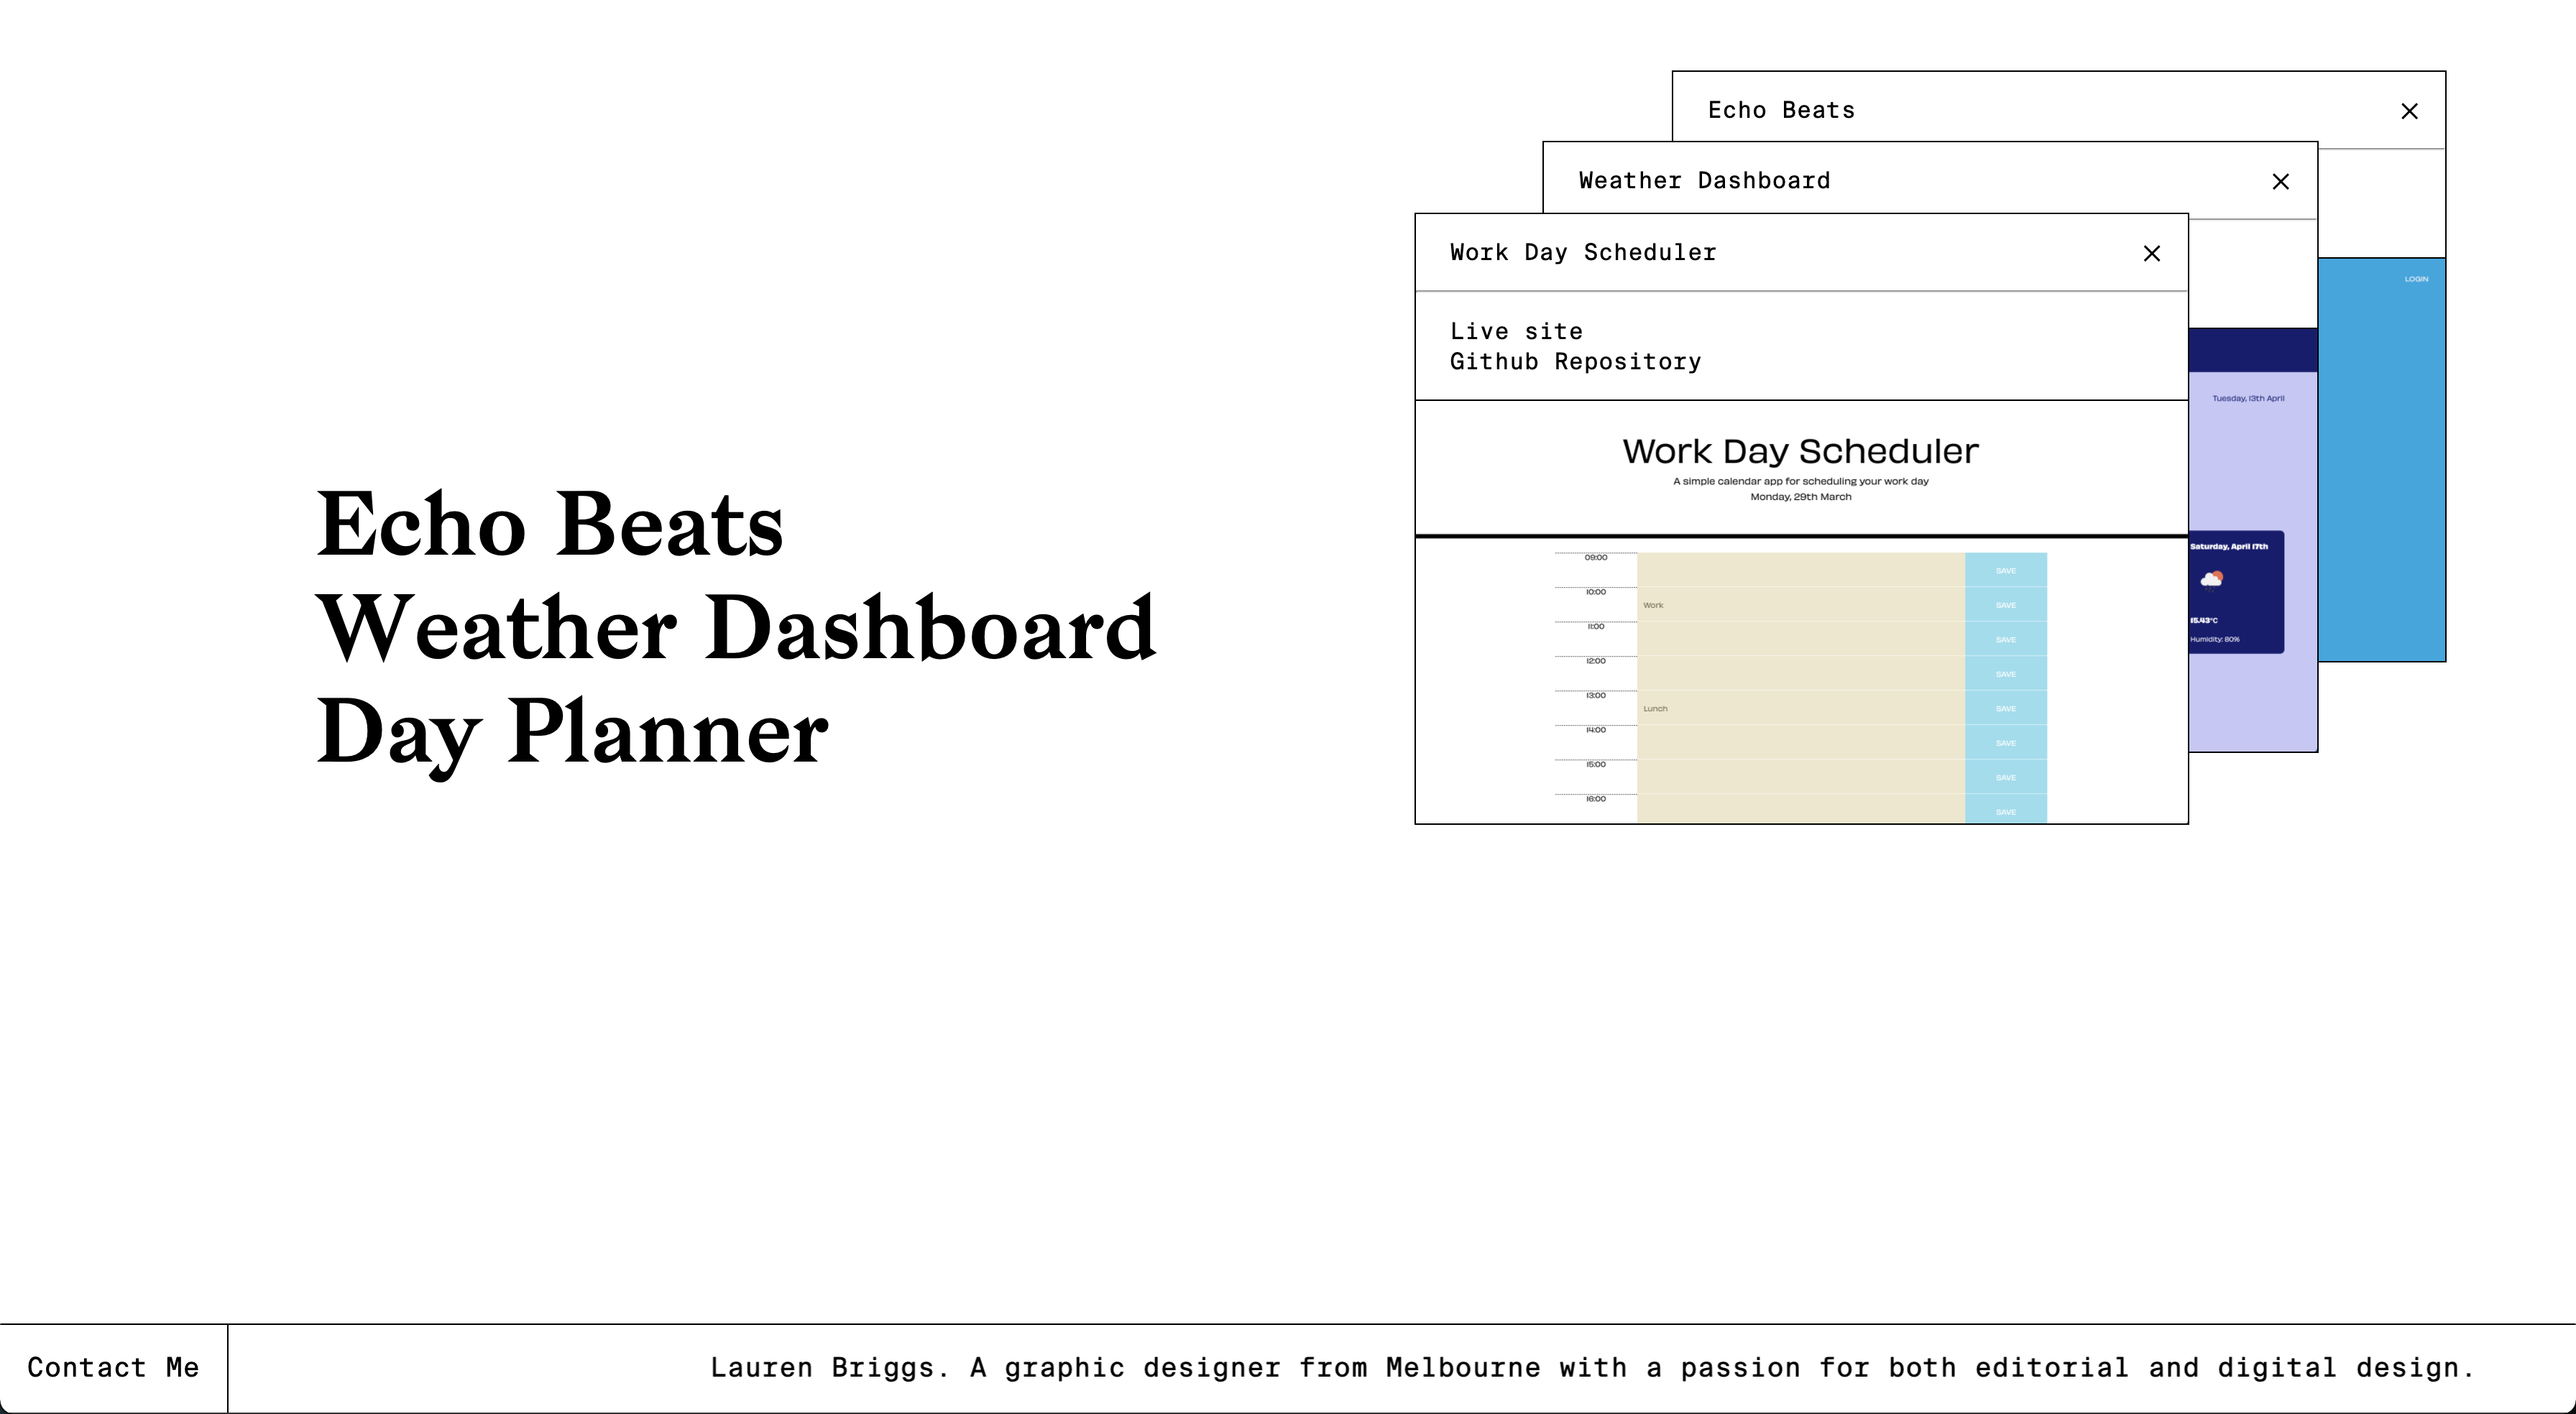 Echo Beats
Weather Dashboard
Day Planner
Echo Beats
LOGIN
Weather Dashboard
Tuesday, 13th April
Saturday, April 17th
15.43°C
Humidity: 80%
Work Day Scheduler
Live site
Github Repository
Work Day Scheduler
A simple calendar app for scheduling your work day
Monday, 29th March
09:00
SAVE
10:00
Work
SAVE
11:00
SAVE
12:00
SAVE
13:00
Lunch
SAVE
14:00
SAVE
15:00
SAVE
16:00
SAVE
Contact Me
Lauren Briggs. A graphic designer from Melbourne with a passion for both editorial and digital design.